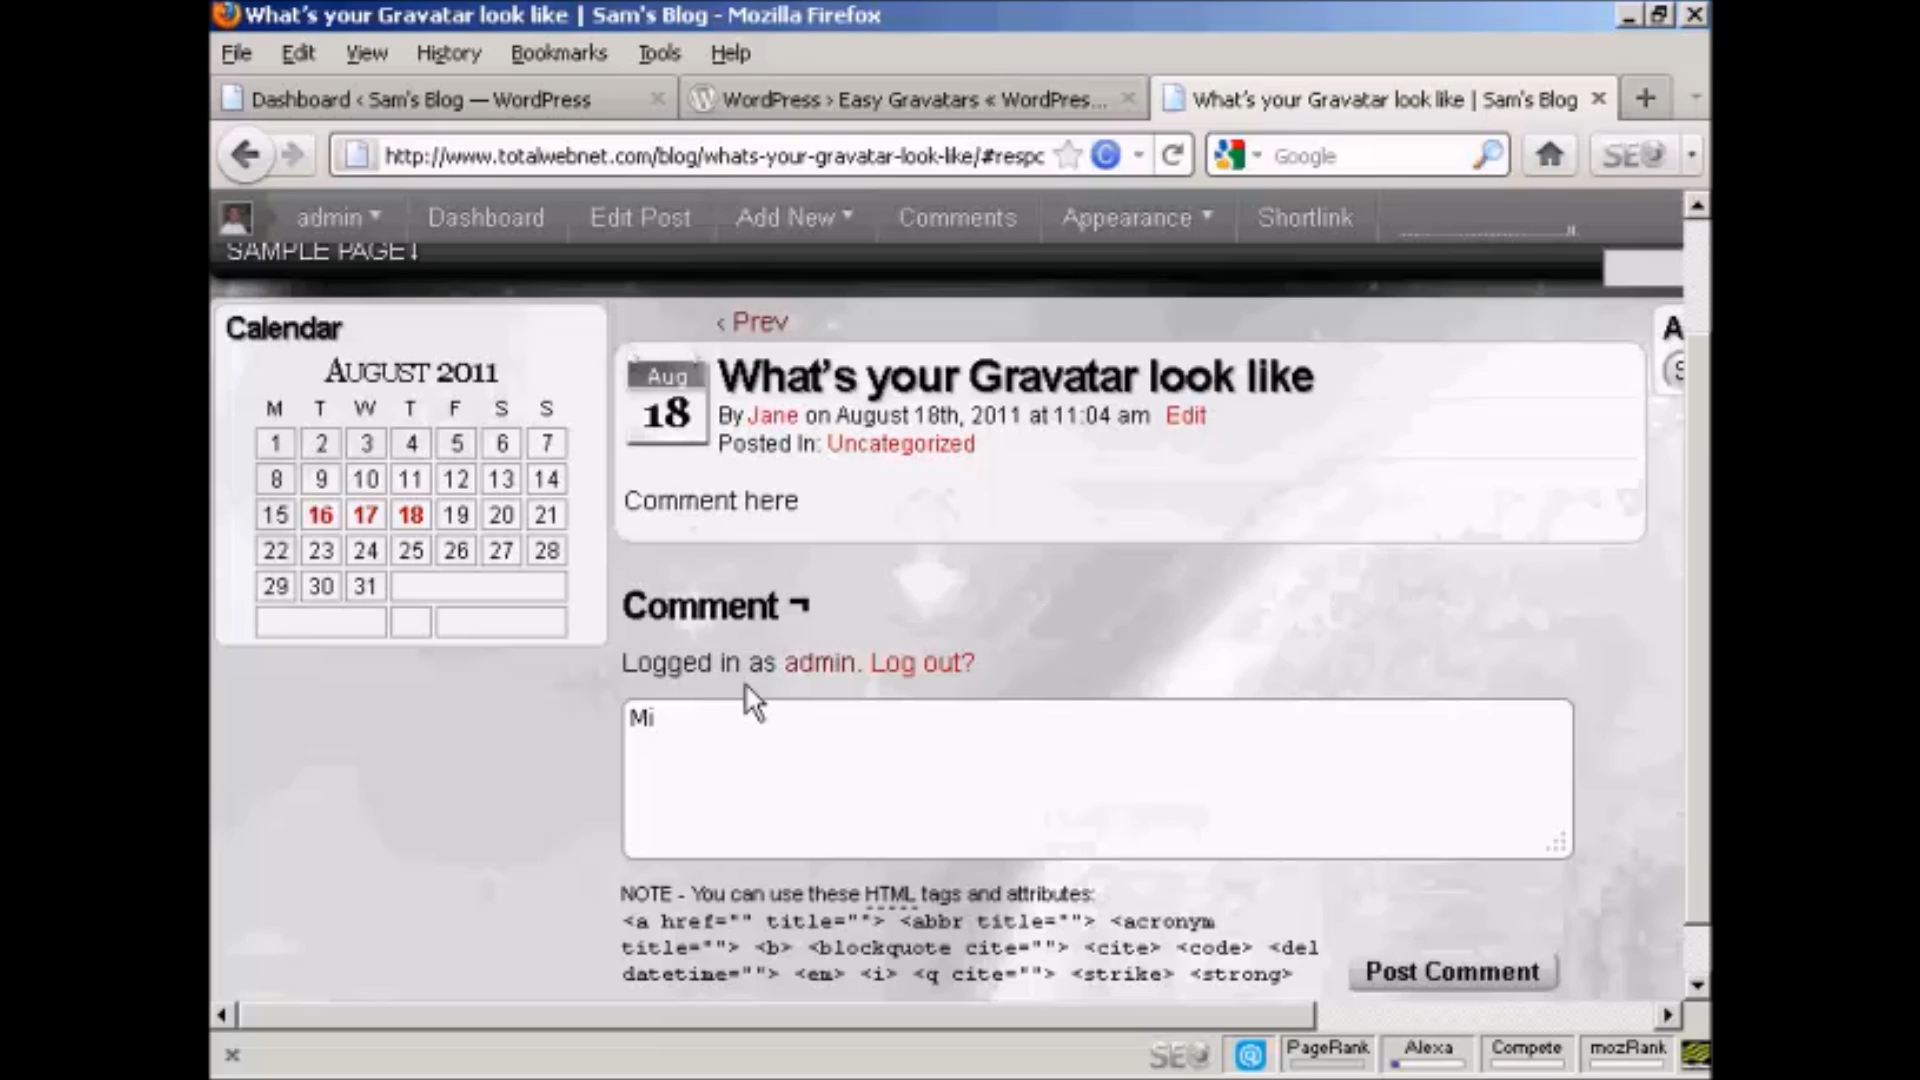 What's your Gravatar look like | Sam's Blog - Mozilla Firefox
File Edit View History Bookmarks Tools Help
Dashboard ‹ Sam's Blog — WordPress
WordPress › Easy Gravatars « WordPres...
What's your Gravatar look like | Sam's Blog
http://www.totalwebnet.com/blog/whats-your-gravatar-look-like/#respc
Google
SEO
admin Dashboard Edit Post Add New Comments Appearance Shortlink
SAMPLE PAGE↓
Calendar
AUGUST 2011
M T W T F S S
1 2 3 4 5 6 7
8 9 10 11 12 13 14
15 16 17 18 19 20 21
22 23 24 25 26 27 28
29 30 31
‹ Prev
Aug
18
What's your Gravatar look like
By Jane on August 18th, 2011 at 11:04 am Edit
Posted In: Uncategorized
Comment here
Comment ¬
Logged in as admin. Log out?
Mi
NOTE - You can use these HTML tags and attributes:
<a href="" title=""> <abbr title=""> <acronym
title=""> <b> <blockquote cite=""> <cite> <code> <del
datetime=""> <em> <i> <q cite=""> <strike> <strong>
Post Comment
A
SEO PageRank Alexa Compete mozRank